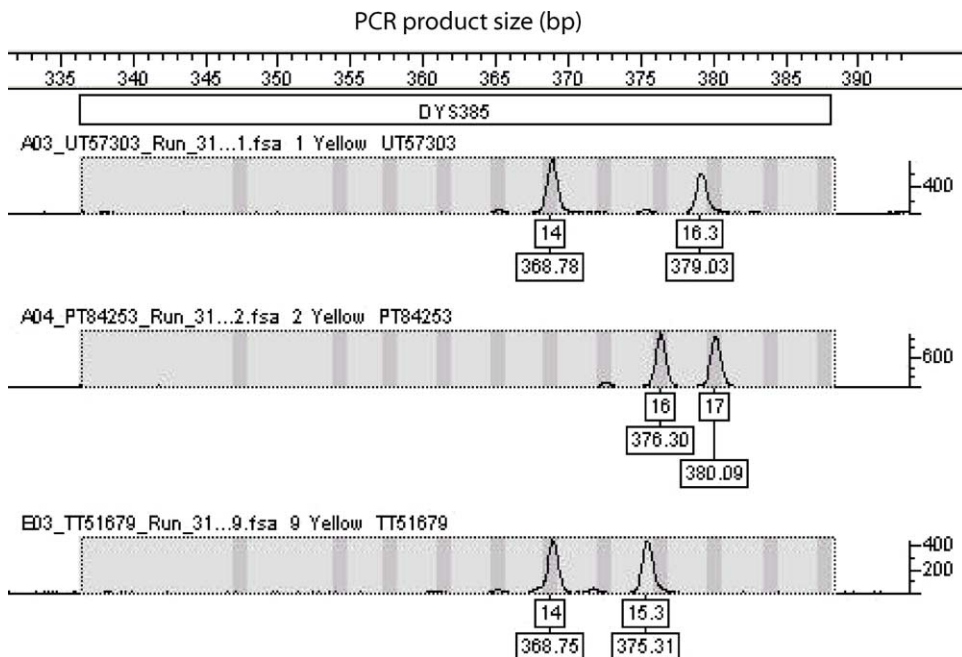 PCR product size (bp)
335 340 345 350 355 360 365 370 375 380 385 390
DYS385
A03_UT57303_Run_31...1.fsa 1 Yellow UT57303
400
14 16.3
368.78 379.03
A04_PT84253_Run_31...2.fsa 2 Yellow PT84253
600
16 17
376.30
380.09
E03_TT51679_Run_31...9.fsa 9 Yellow TT51679
400
200
14 15.3
368.75 375.31